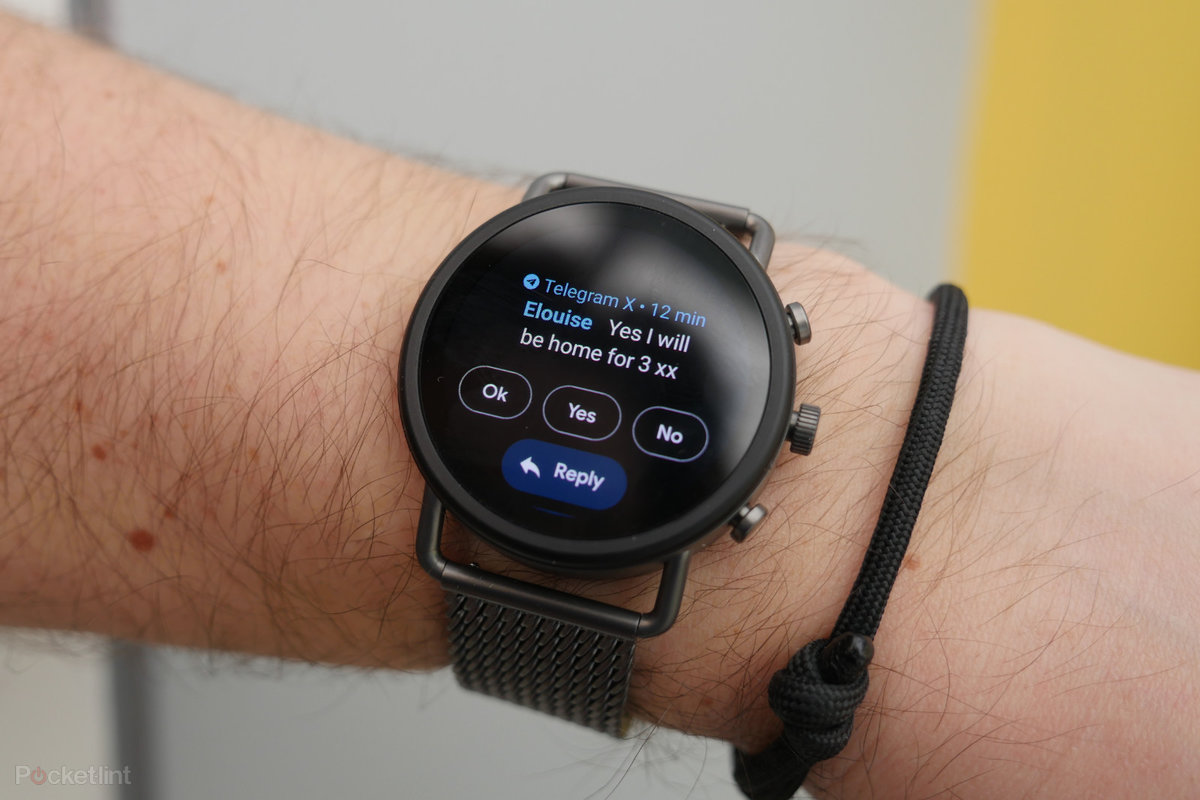 Telegram X • 12 min
Elouise Yes I will
be home for 3 xx
Ok Yes No
Reply
Pocketlint